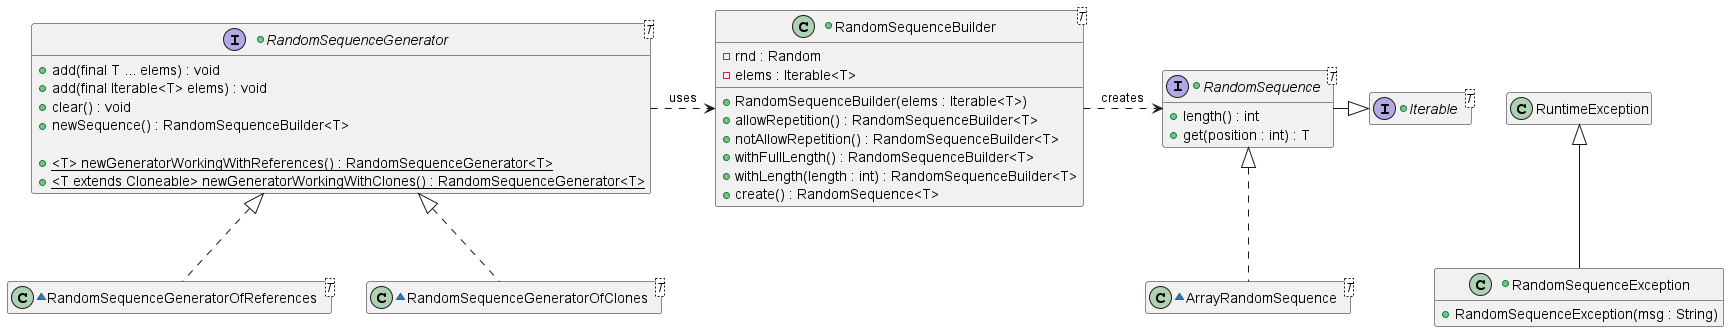 I RandomSequenceGenerator T
add(final T ... elems) : void
add(final Iterable<T> elems) : void
clear() : void
newSequence() : RandomSequenceBuilder<T>
<T> newGeneratorWorkingWithReferences() : RandomSequenceGenerator<T>
<T extends Cloneable> newGeneratorWorkingWithClones() : RandomSequenceGenerator<T>
uses
C RandomSequenceBuilder T
rnd : Random
elems : Iterable<T>
RandomSequenceBuilder(elems : Iterable<T>)
allowRepetition() : RandomSequenceBuilder<T>
notAllowRepetition() : RandomSequenceBuilder<T>
withFullLength() : RandomSequenceBuilder<T>
withLength(length : int) : RandomSequenceBuilder<T>
create() : RandomSequence<T>
creates
I RandomSequence T
length() : int
get(position : int) : T
I Iterable T
C RuntimeException
C RandomSequenceGeneratorOfReferences T
C RandomSequenceGeneratorOfClones T
C ArrayRandomSequence T
C RandomSequenceException
RandomSequenceException(msg : String)